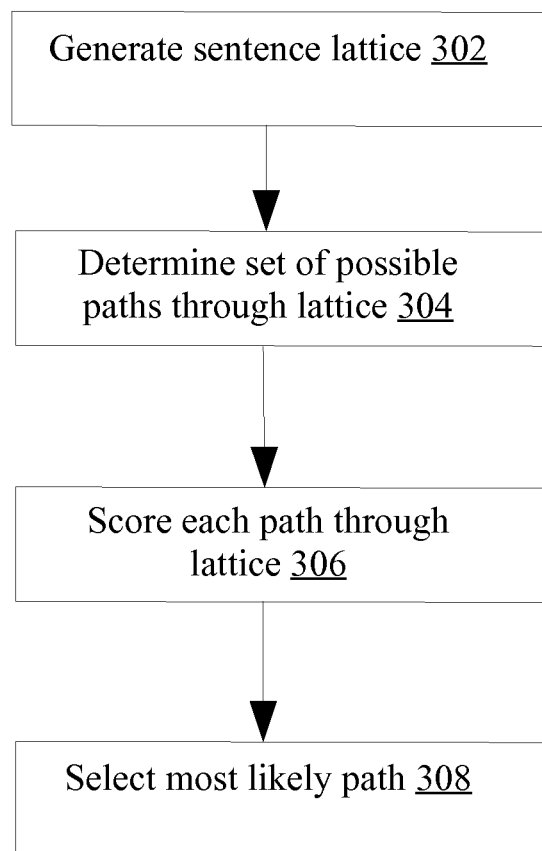 Generate sentence lattice 302
Determine set of possible
paths through lattice 304
Score each path through
lattice 306
Select most likely path 308